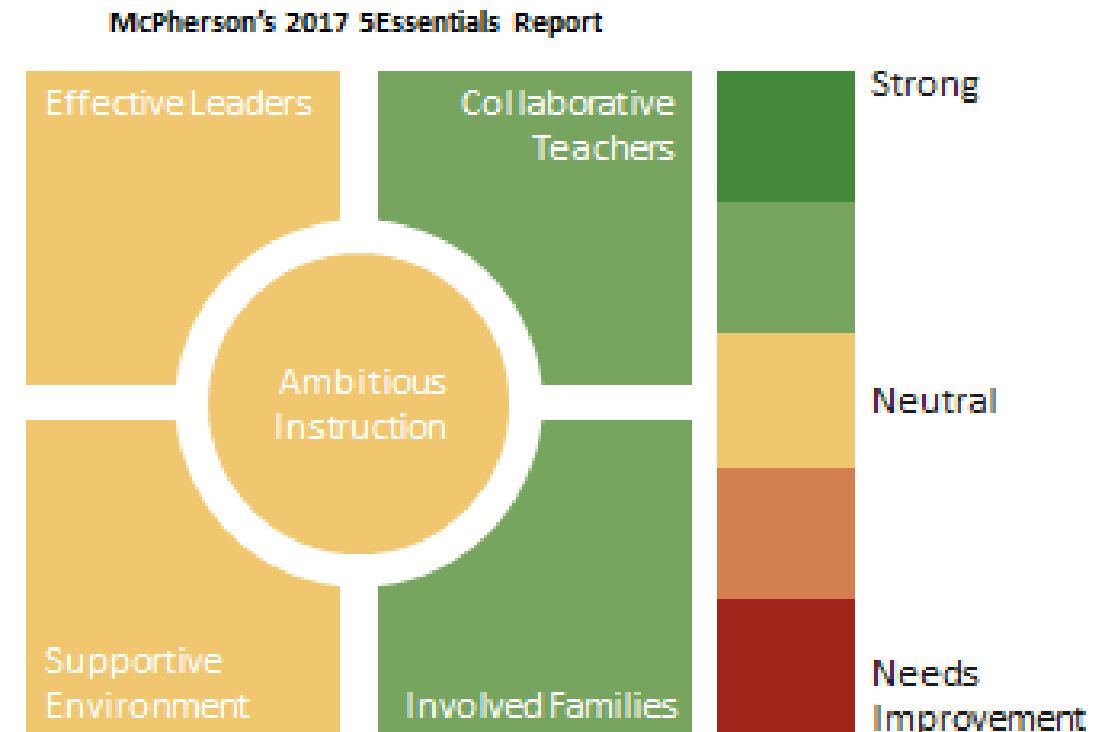 McPherson's 2017 5Essentials Report
Effective Leaders
Collaborative
Teachers
Ambitious
Instruction
Supportive
Environment
Involved Families
Strong
Neutral
Needs
Improvement